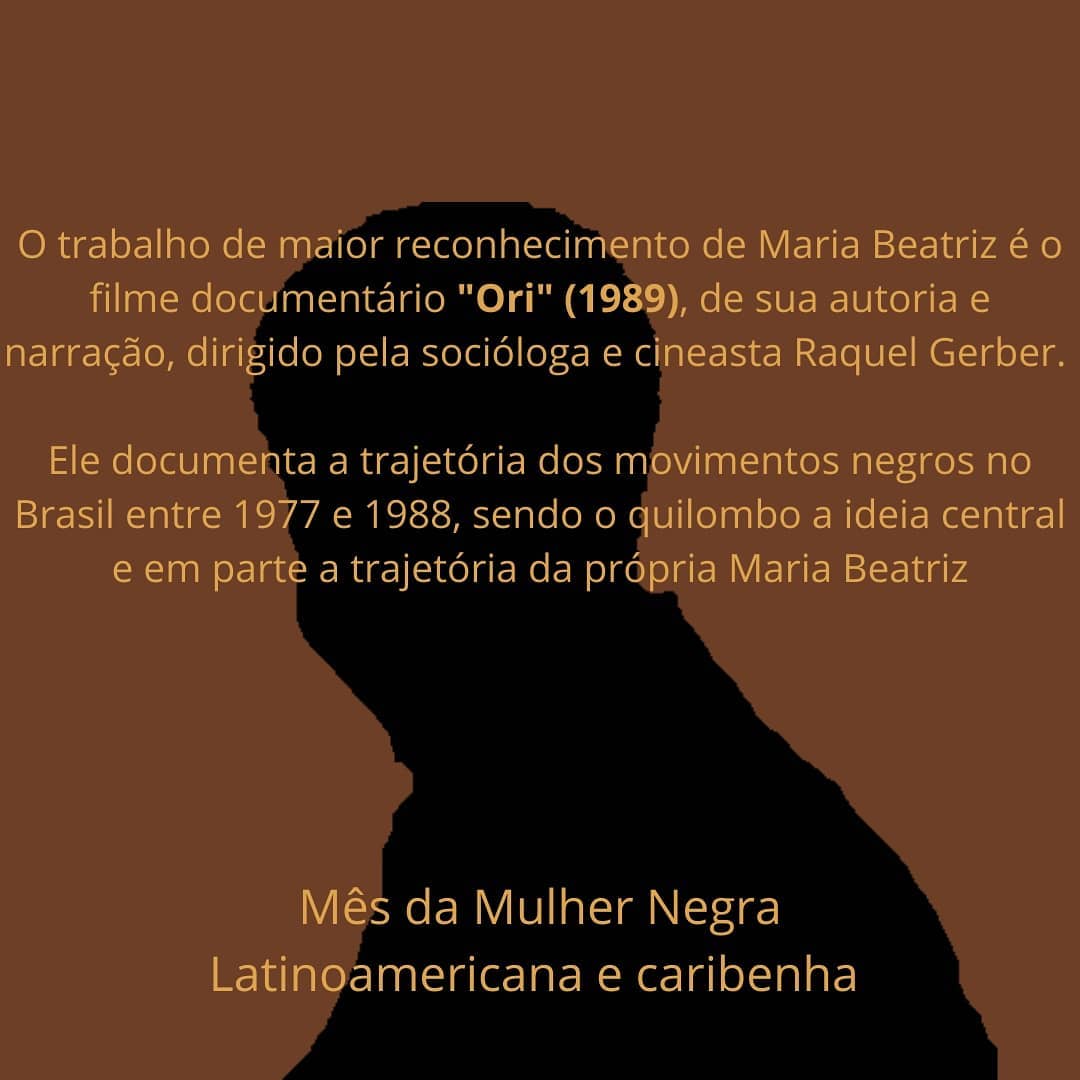 O trabalho de maior reconhecimento de Maria Beatriz é o
filme documentário "Ori" (1989), de sua autoria e
narração, dirigido pela socióloga e cineasta Raquel Gerber.
Ele documenta a trajetória dos movimentos negros no
Brasil entre 1977 e 1988, sendo o quilombo a ideia central
e em parte a trajetória da própria Maria Beatriz
Mês da Mulher Negra
Latinoamericana e caribenha